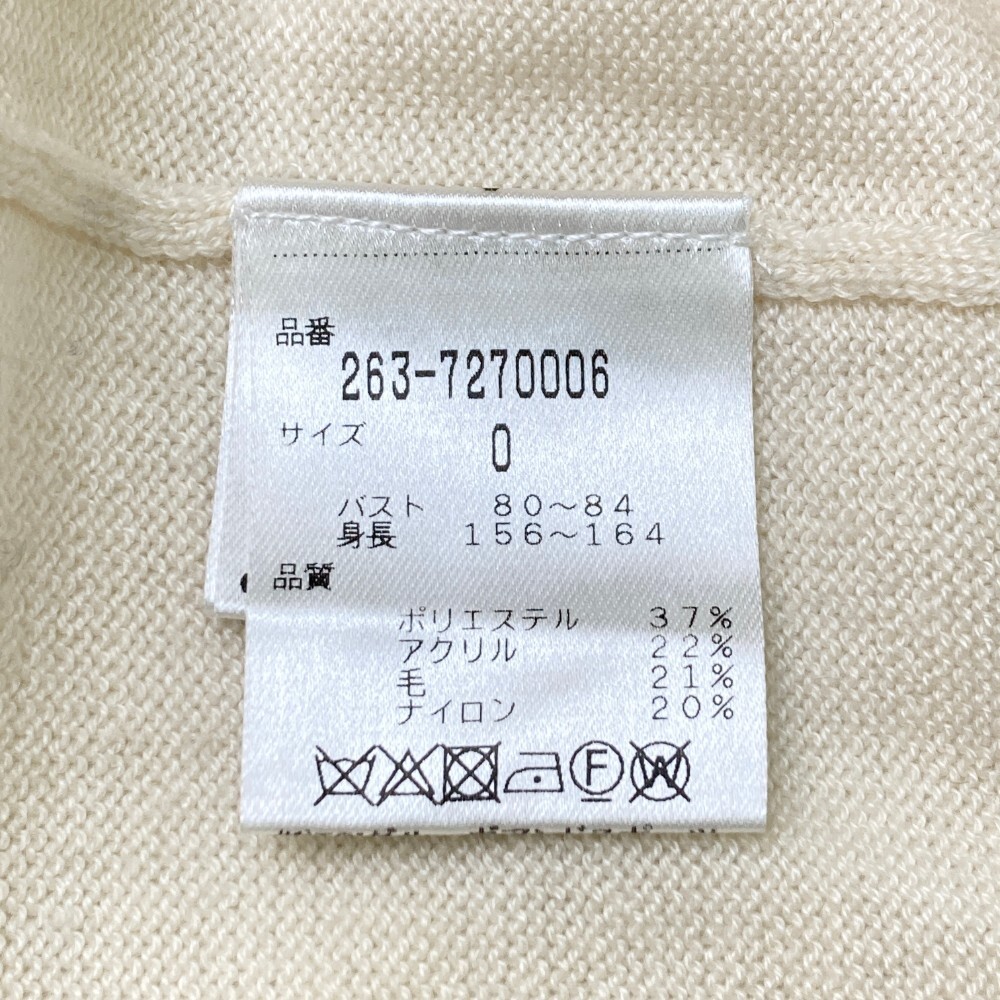 品番
263-7270006
サイズ 0
バスト 80～84
身長 156～164
品質
ポリエステル 37%
アクリル 22%
毛 21%
ナイロン 20%
F W